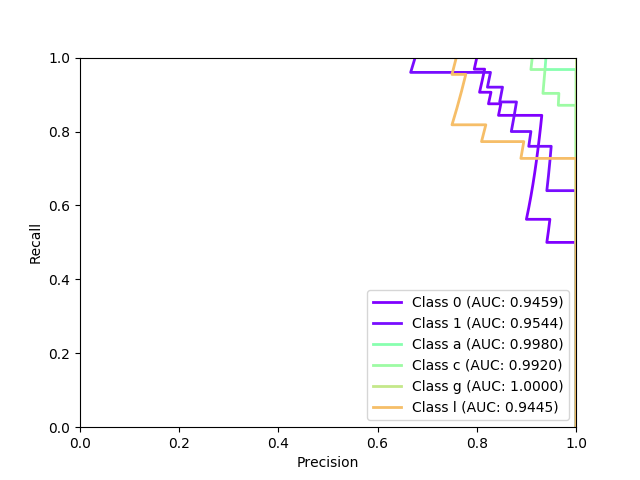 1.0
0.8
0.6
0.4
0.2
0.0
Recall
Class 0 (AUC: 0.9459)
Class 1 (AUC: 0.9544)
Class a (AUC: 0.9980)
Class c (AUC: 0.9920)
Class g (AUC: 1.0000)
Class l (AUC: 0.9445)
0.0 0.2 0.4 0.6 0.8 1.0
Precision